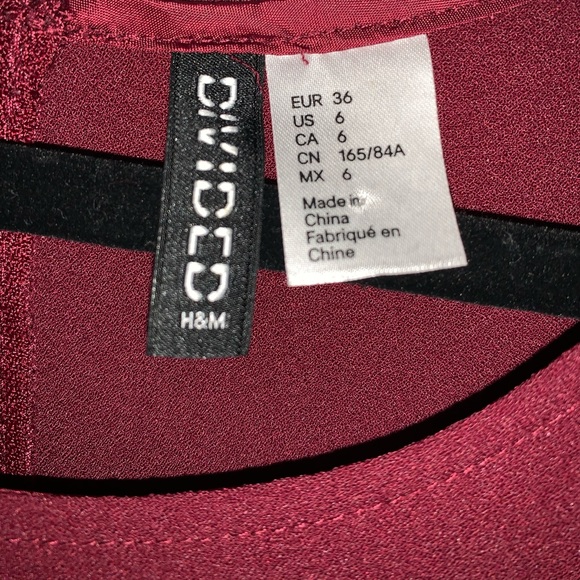 DIVIDED
H&M
EUR 36
US 6
CA 6
CN 165/84A
MX 6
Made in
China
Fabriqué en
Chine